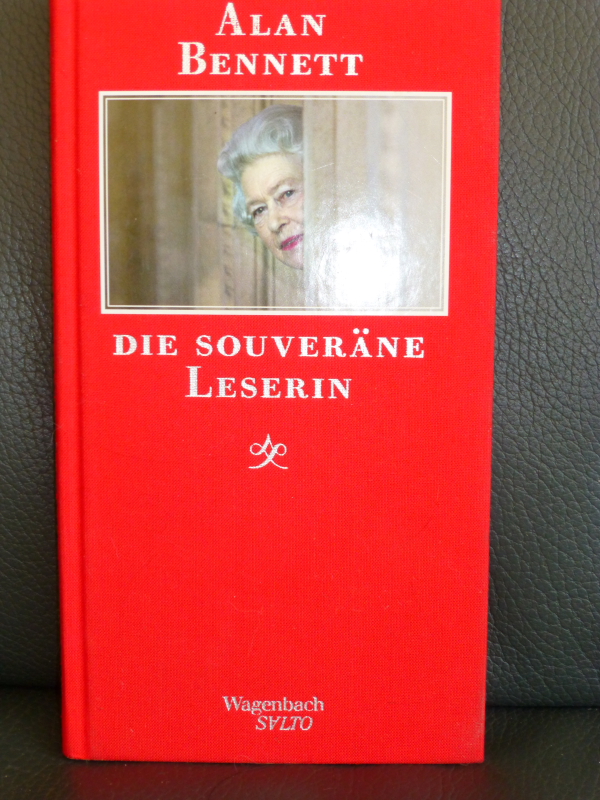 ALAN
BENNETT
DIE SOUVERÄNE
LESERIN
Wagenbach
SALTO